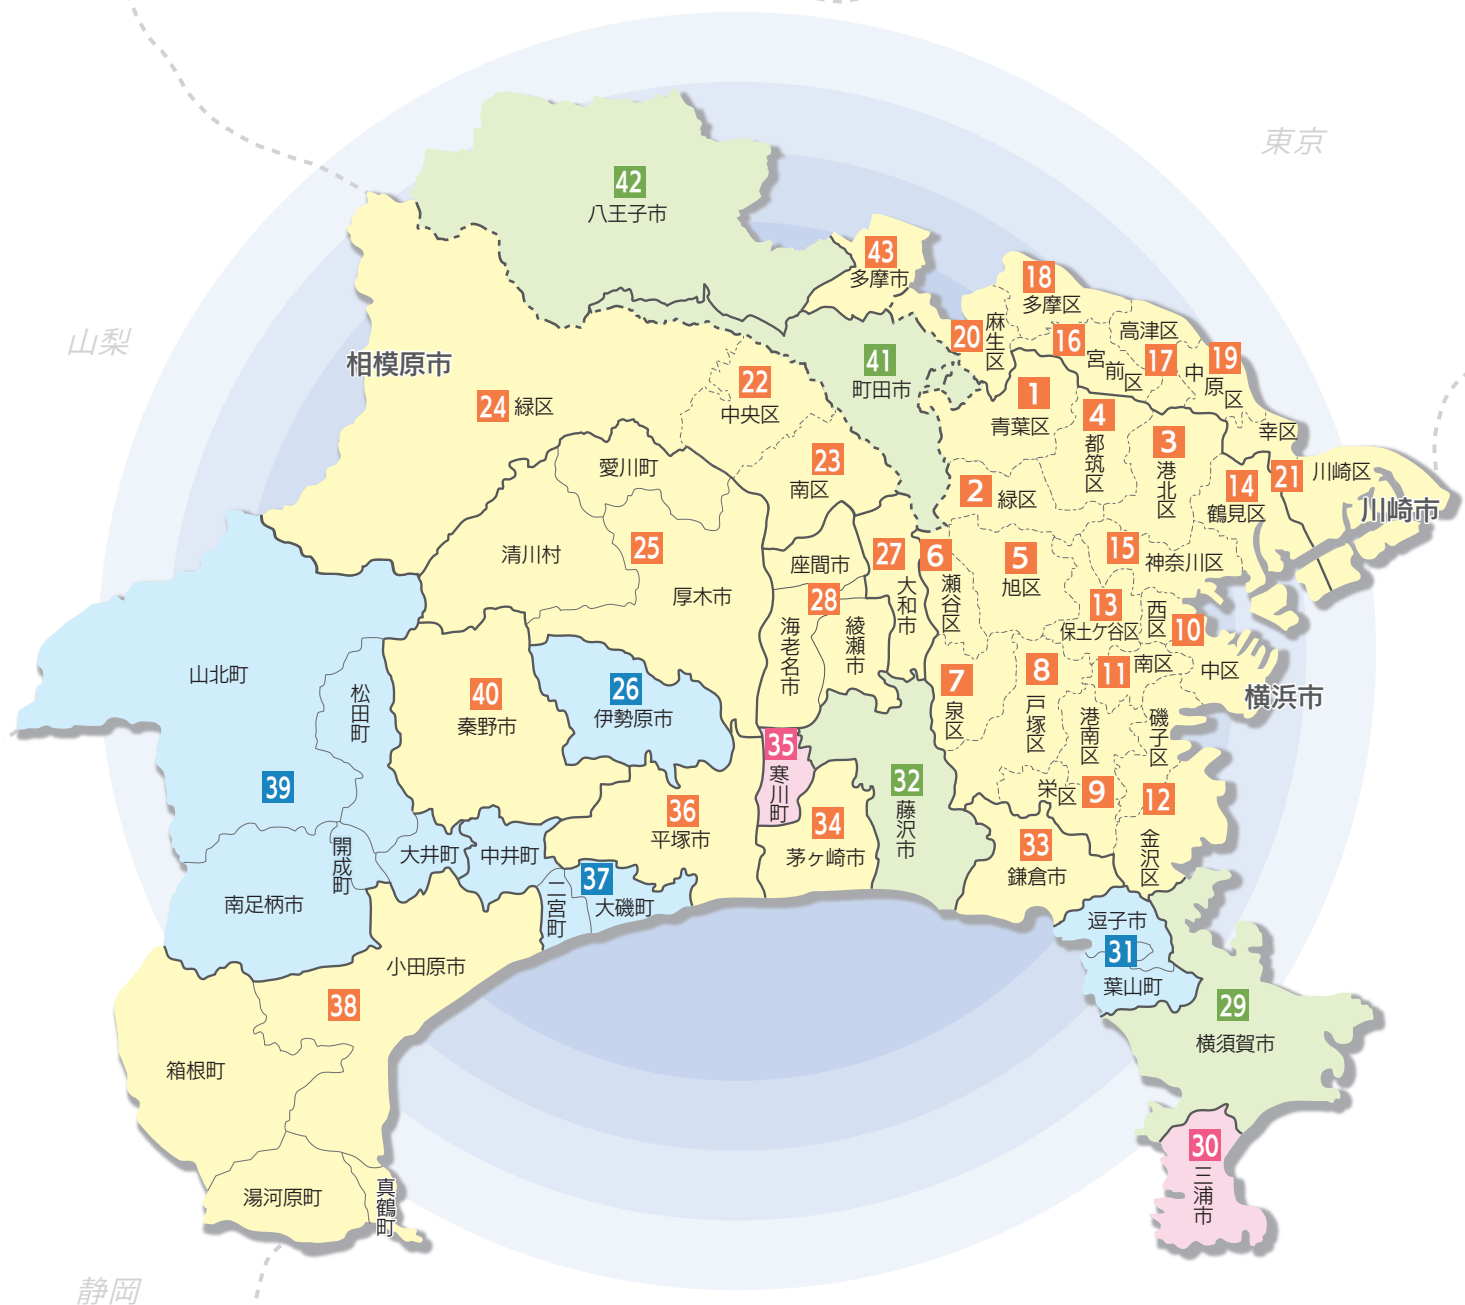 東京
42
八王子市
43
多摩市
18
多摩区
20
麻生区
16
宮前区
高津区
17
19
中原区
幸区
21
川崎区
川崎市
山梨
相模原市
24 緑区
22
中央区
23
南区
41
町田市
1
青葉区
4
都筑区
3
港北区
14
鶴見区
2 緑区
愛川町
清川村
25
厚木市
座間市
27
大和市
28
海老名市
綾瀬市
6
瀬谷区
5
旭区
15
神奈川区
13
保土ケ谷区
西区
10
11
南区
中区
横浜市
7
泉区
8
戸塚区
港南区
磯子区
栄区
9
12
金沢区
山北町
松田町
39
40
秦野市
26
伊勢原市
35
寒川町
32
藤沢市
36
平塚市
34
茅ヶ崎市
33
鎌倉市
開成町
大井町
中井町
南足柄市
二宮町
37
大磯町
逗子市
31
葉山町
29
横須賀市
30
三浦市
小田原市
38
箱根町
湯河原町
真鶴町
静岡